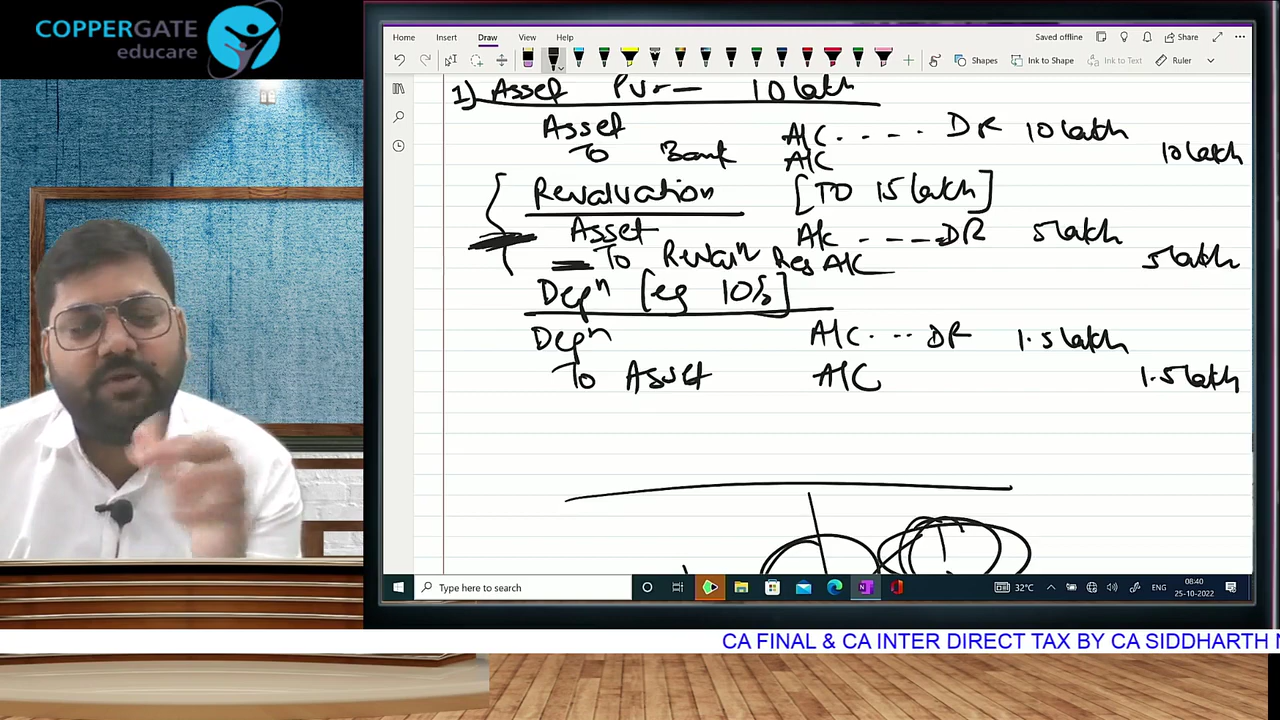 COPPERGATE
educare
Home Insert Draw View Help
Saved offline
Share
Shapes
Ink to Shape
Ink to Text
Ruler
1) Asset Pur— 10 lakh
Asset A/C. . . . . DR 10 lakh
To Bank A/C 10 lakh
Revaluation [TO 15 lakh]
Asset A/c - - - - DR 5 lakh
To Revaln Res A/C 5 lakh
Depn [eg 10%]
Depn A/C. . . . DR 1.5 lakh
To Asset A/C 1.5 lakh
Type here to search
32°C
ENG
08:40
25-10-2022
CA FINAL & CA INTER DIRECT TAX BY CA SIDDHARTH